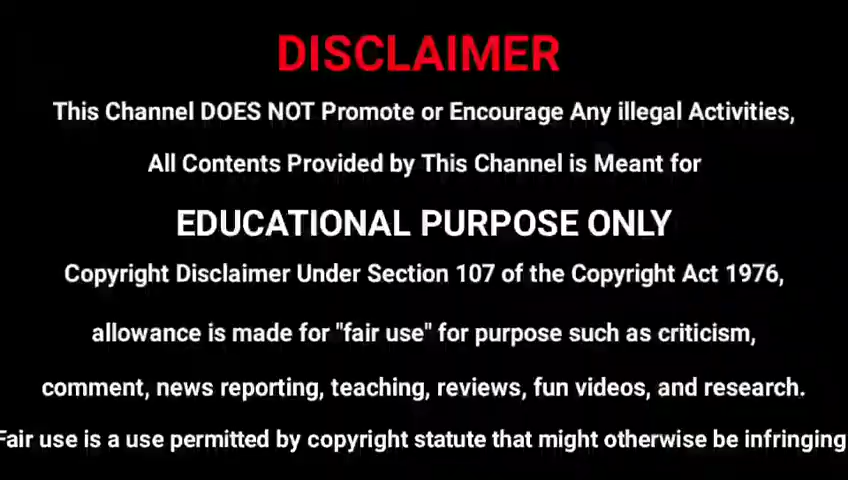 DISCLAIMER
This Channel DOES NOT Promote or Encourage Any illegal Activities,
All Contents Provided by This Channel is Meant for
EDUCATIONAL PURPOSE ONLY
Copyright Disclaimer Under Section 107 of the Copyright Act 1976,
allowance is made for "fair use" for purpose such as criticism,
comment, news reporting, teaching, reviews, fun videos, and research.
Fair use is a use permitted by copyright statute that might otherwise be infringing